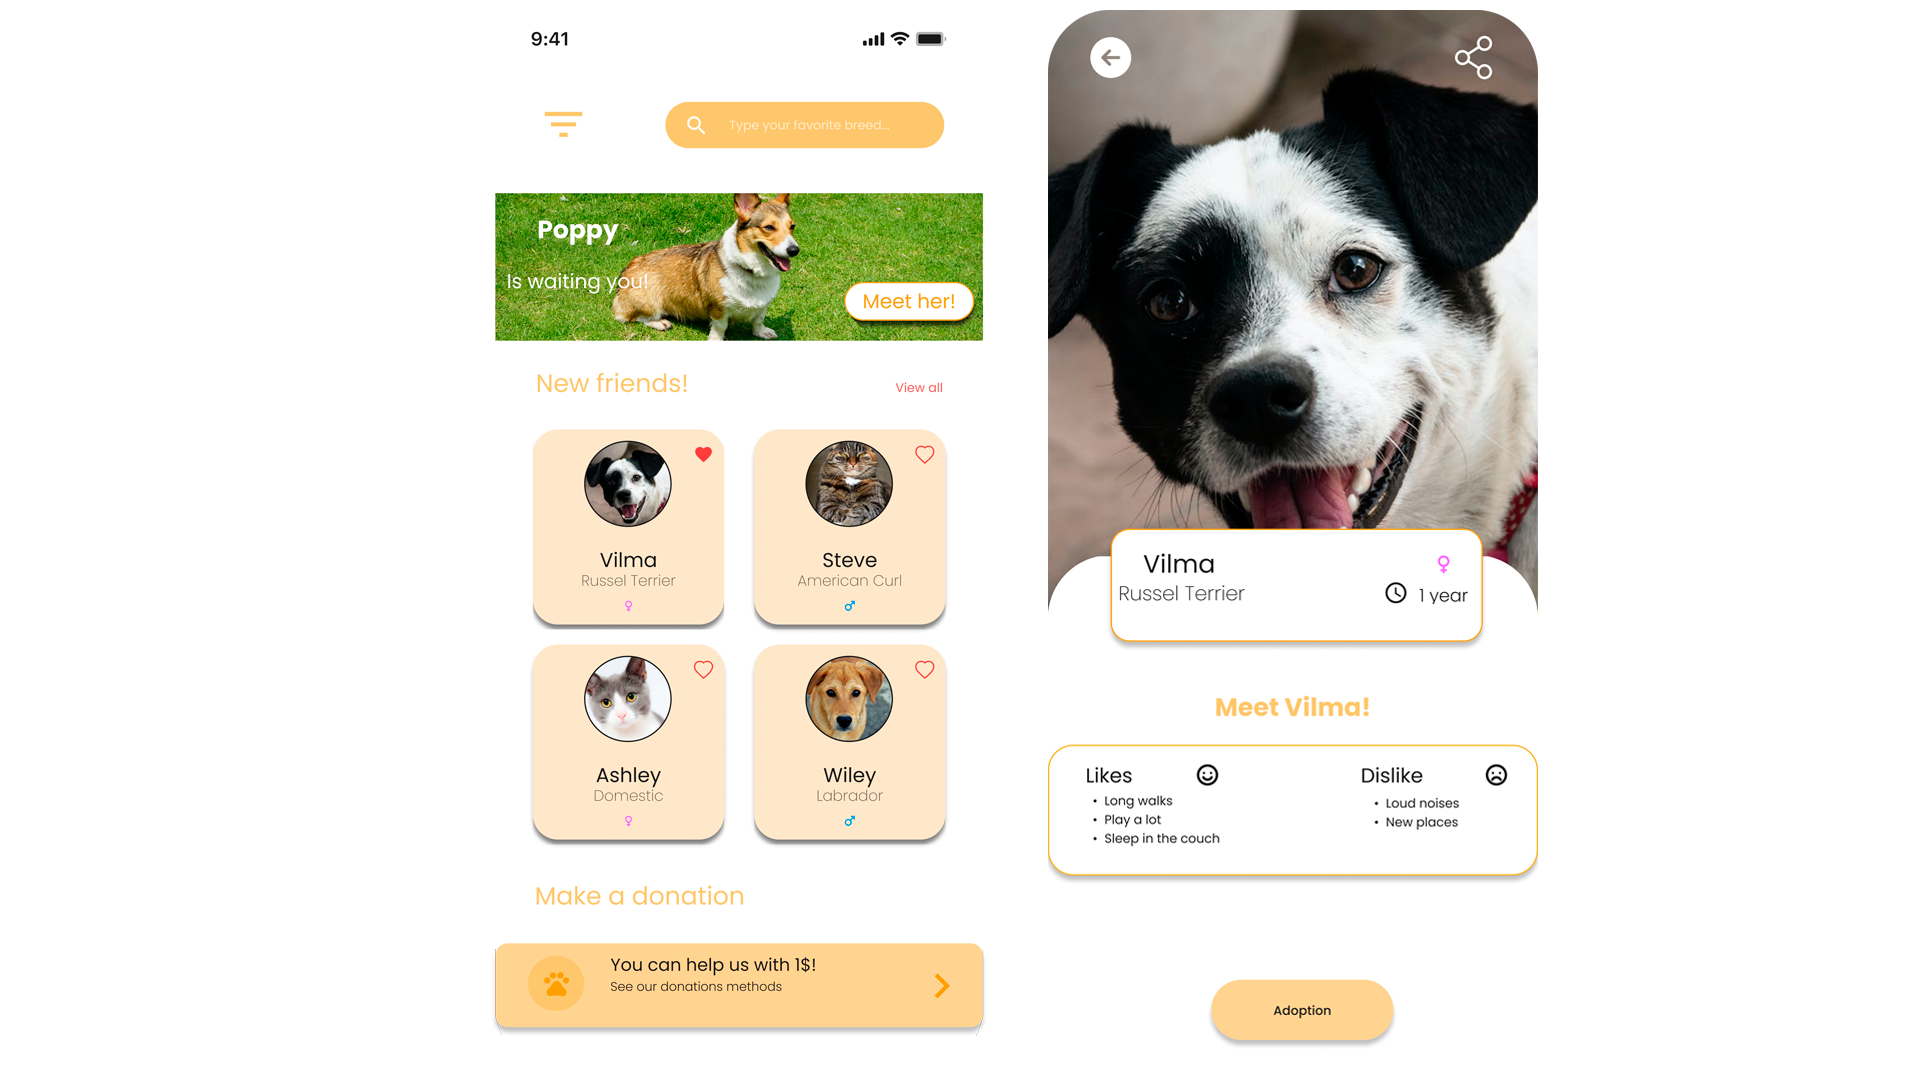 9:41
Type your favorite breed...
Poppy
Is waiting you!
Meet her!
New friends!
View all
Vilma
Russel Terrier
Steve
American Curl
Ashley
Domestic
Wiley
Labrador
Make a donation
You can help us with 1$!
See our donations methods
Vilma
Russel Terrier
1 year
Meet Vilma!
Likes
• Long walks
• Play a lot
• Sleep in the couch
Dislike
• Loud noises
• New places
Adoption